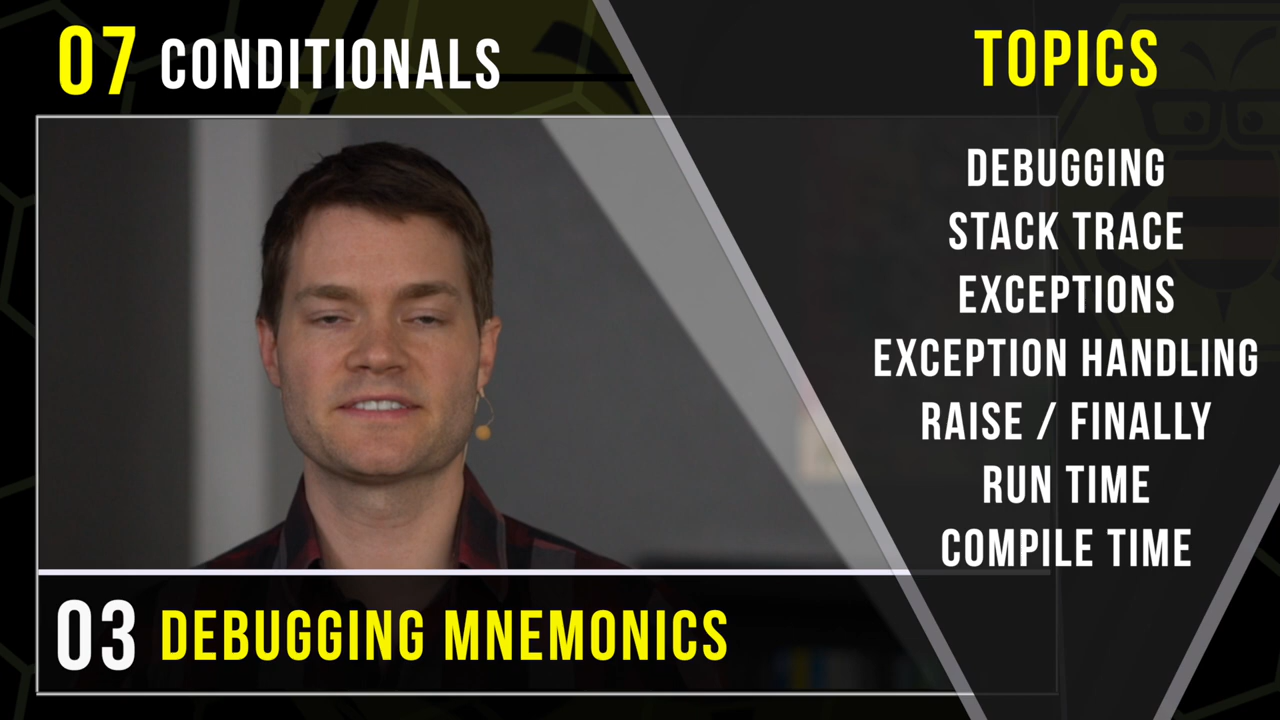 07 CONDITIONALS
TOPICS
DEBUGGING
STACK TRACE
EXCEPTIONS
EXCEPTION HANDLING
RAISE / FINALLY
RUN TIME
COMPILE TIME
03 DEBUGGING MNEMONICS